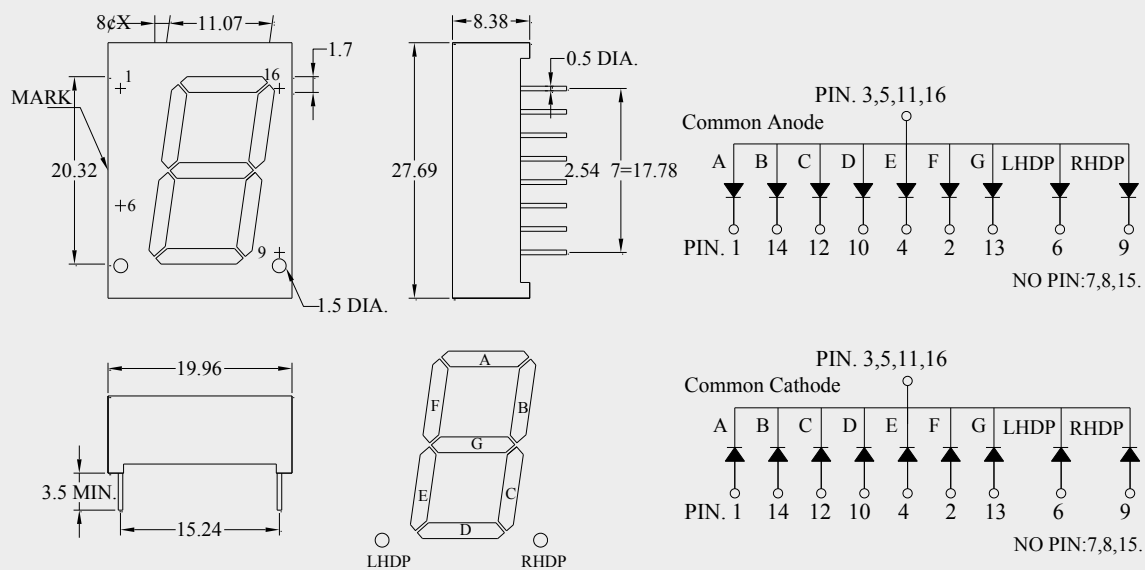 8¢X 11.07
1.7
1 16
MARK
20.32
6
9
1.5 DIA.
8.38
0.5 DIA.
27.69
2.54 7=17.78
PIN. 3,5,11,16
Common Anode
A B C D E F G LHDP RHDP
PIN. 1 14 12 10 4 2 13 6 9
NO PIN:7,8,15.
19.96
3.5 MIN.
15.24
A
F B
G
E C
D
LHDP RHDP
PIN. 3,5,11,16
Common Cathode
A B C D E F G LHDP RHDP
PIN. 1 14 12 10 4 2 13 6 9
NO PIN:7,8,15.